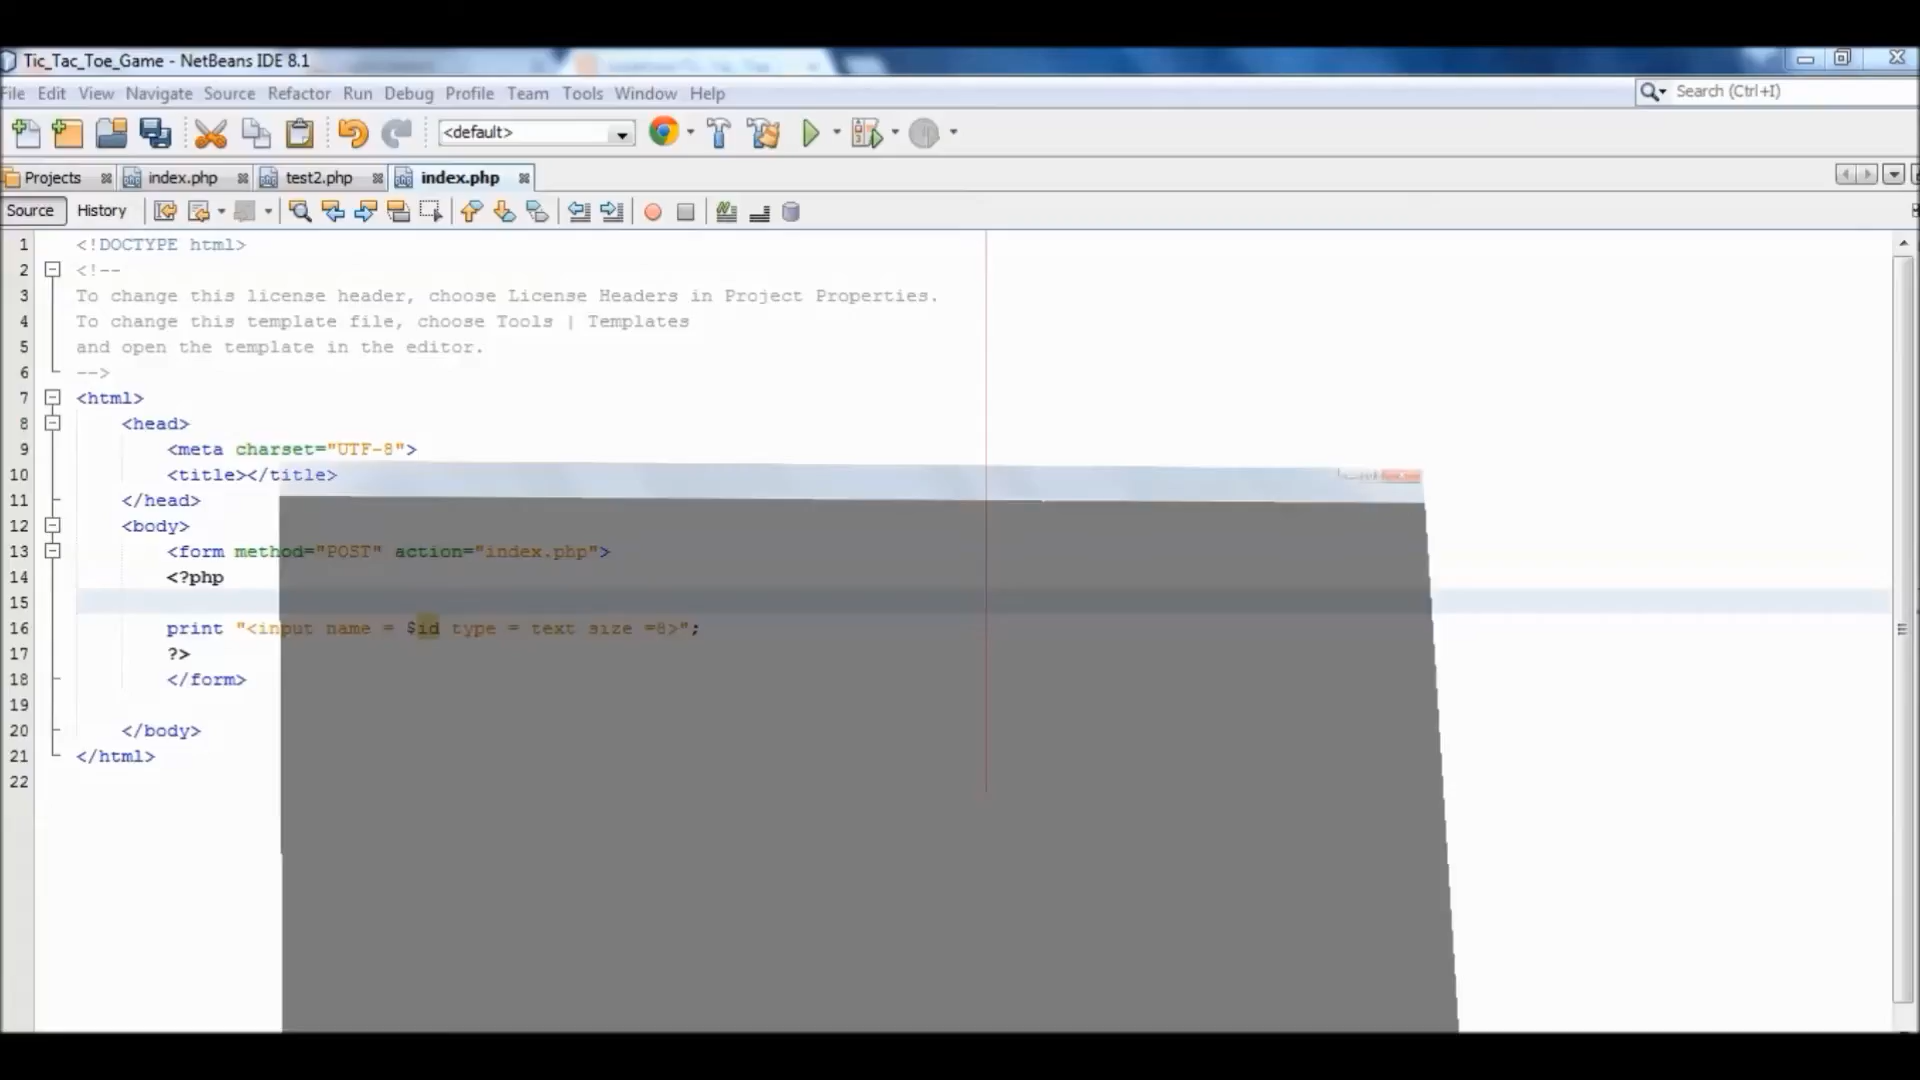 Tic_Tac_Toe_Game - NetBeans IDE 8.1
File Edit View Navigate Source Refactor Run Debug Profile Team Tools Window Help
Search (Ctrl+I)
<default>
Projects index.php test2.php index.php
Source History
1 <!DOCTYPE html>
2 <!--
3 To change this license header, choose License Headers in Project Properties.
4 To change this template file, choose Tools | Templates
5 and open the template in the editor.
6 -->
7 <html>
8 <head>
9 <meta charset="UTF-8">
10 <title></title>
11 </head>
12 <body>
13 <form method="POST" action="index.php">
14 <?php
15
16 print "<input name = $id type = text size =8>";
17 ?>
18 </form>
19
20 </body>
21 </html>
22